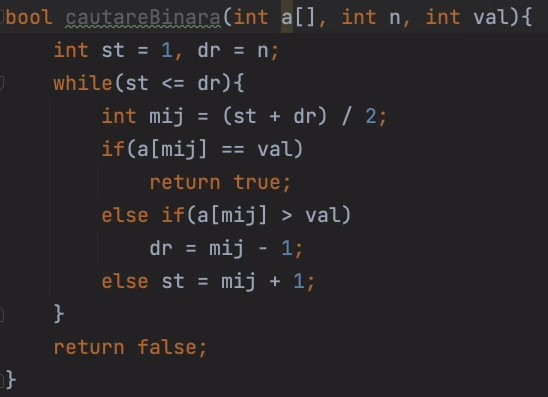 bool cautareBinara(int a[], int n, int val){
    int st = 1, dr = n;
    while(st <= dr){
        int mij = (st + dr) / 2;
        if(a[mij] == val)
            return true;
        else if(a[mij] > val)
            dr = mij - 1;
        else st = mij + 1;
    }
    return false;
}